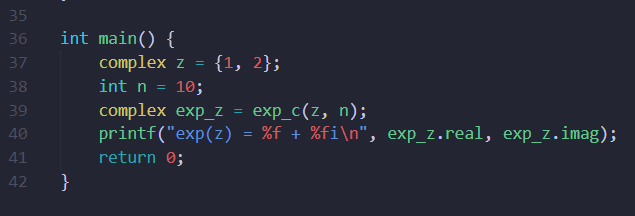 35
36 int main() {
37 complex z = {1, 2};
38 int n = 10;
39 complex exp_z = exp_c(z, n);
40 printf("exp(z) = %f + %fi\n", exp_z.real, exp_z.imag);
41 return 0;
42 }